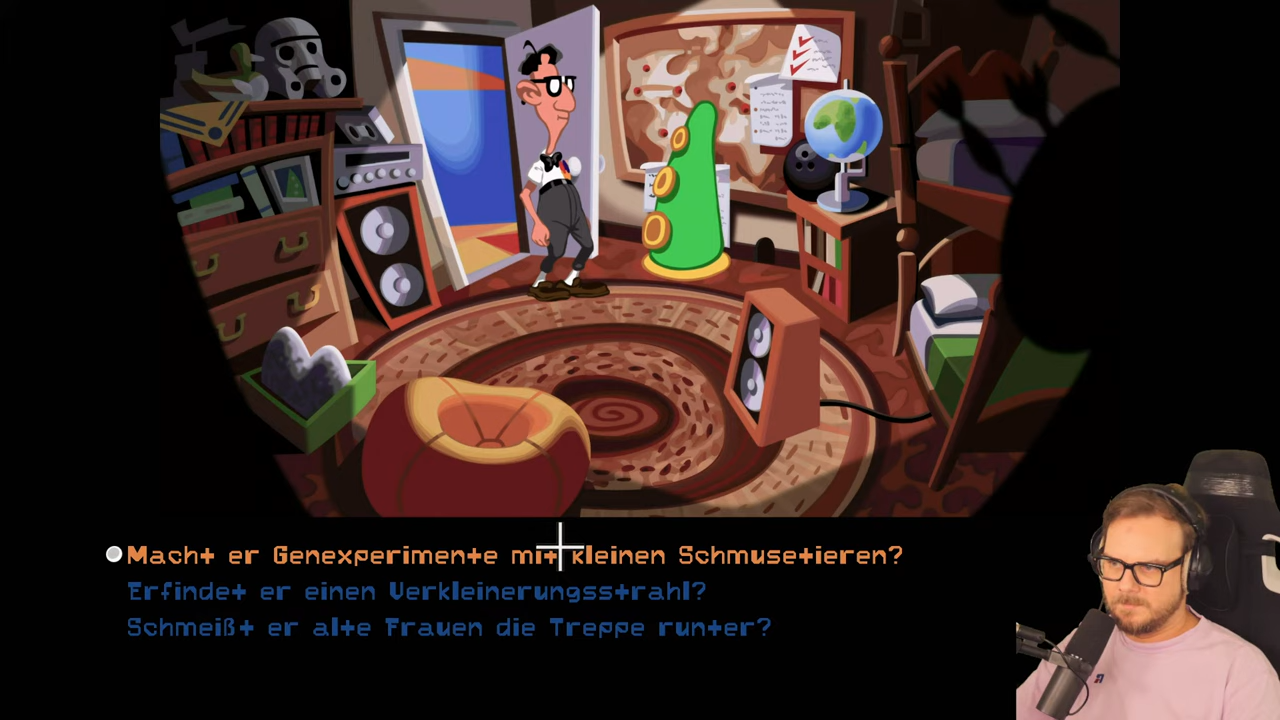 Macht er Genexperimente mit kleinen Schmusetieren?
Erfindet er einen Verkleinerungsstrahl?
Schmeißt er alte Frauen die Treppe runter?